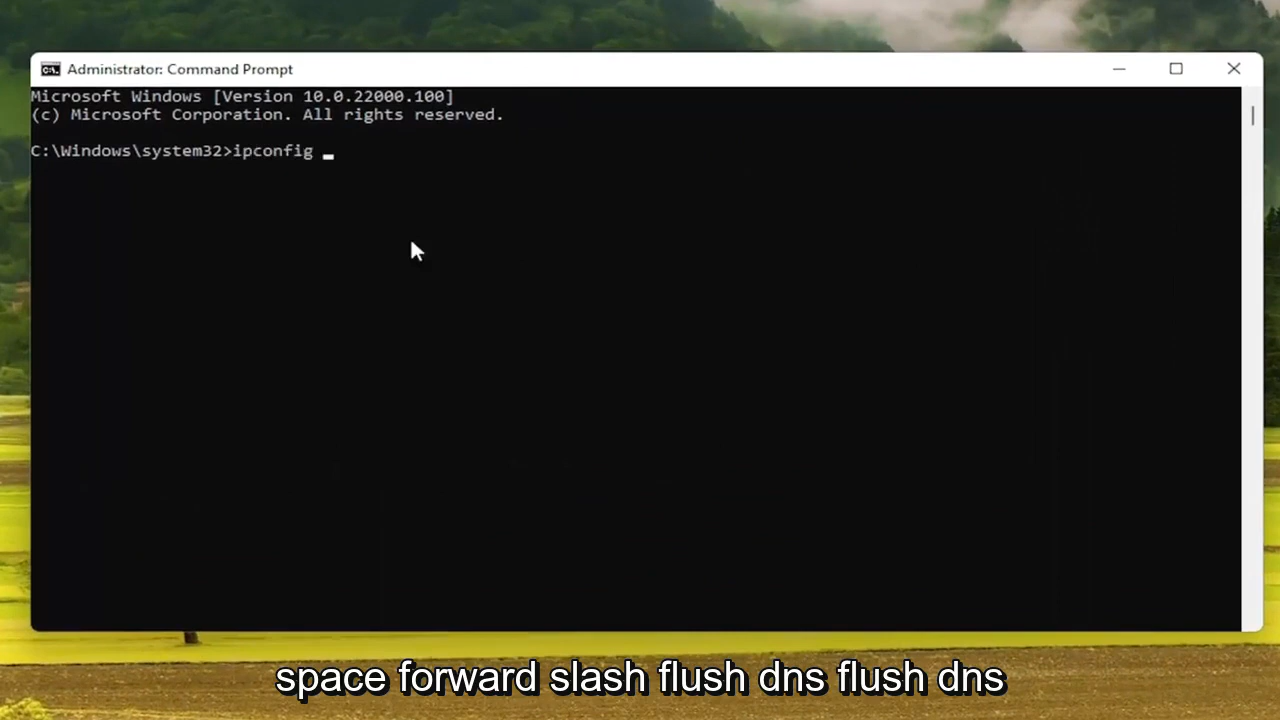 Administrator: Command Prompt
Microsoft Windows [Version 10.0.22000.100]
(c) Microsoft Corporation. All rights reserved.
C:\Windows\system32>ipconfig
space forward slash flush dns flush dns